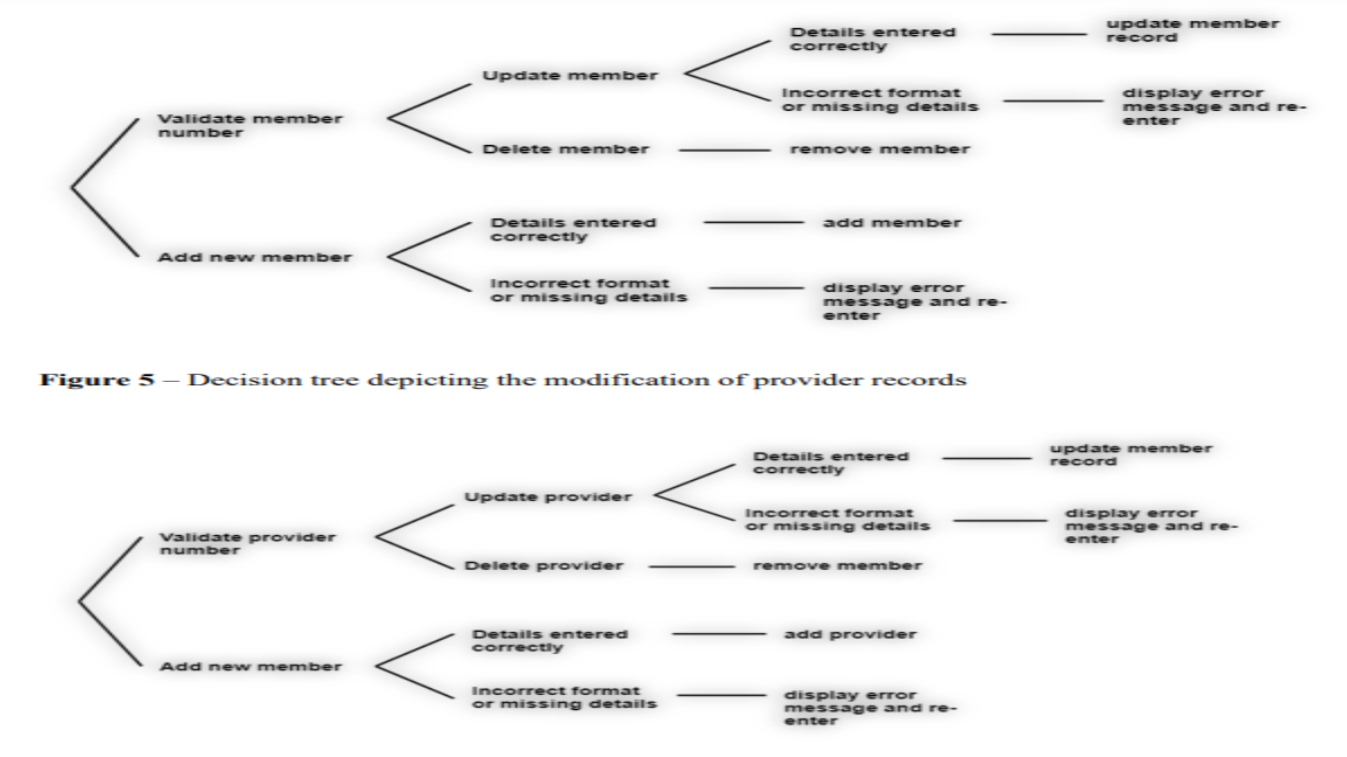 Details entered
correctly
update member
record
Update member
Incorrect format
or missing details
display error
message and re-
enter
Validate member
number
Delete member
remove member
Details entered
correctly
add member
Add new member
Incorrect format
or missing details
display error
message and re-
enter
Figure 5 – Decision tree depicting the modification of provider records
Details entered
correctly
update member
record
Update provider
Incorrect format
or missing details
display error
message and re-
enter
Validate provider
number
Delete provider
remove member
Details entered
correctly
add provider
Add new member
Incorrect format
or missing details
display error
message and re-
enter